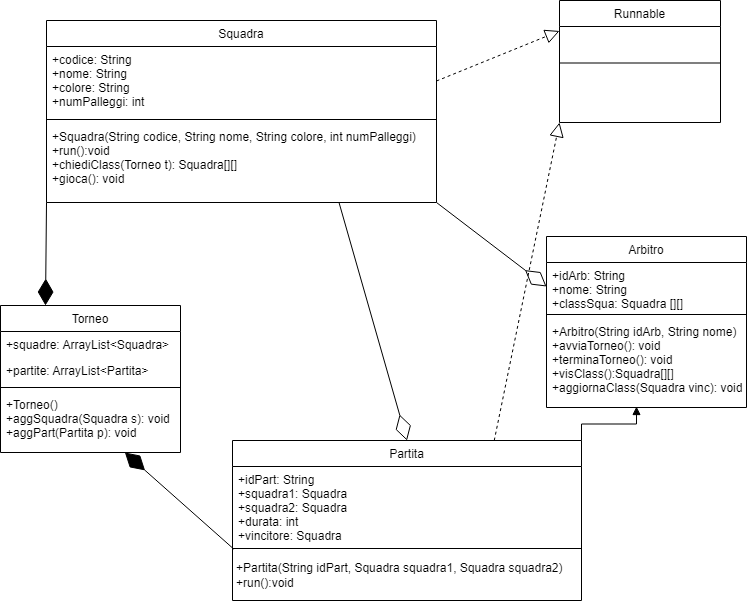 Squadra
+codice: String
+nome: String
+colore: String
+numPalleggi: int
+Squadra(String codice, String nome, String colore, int numPalleggi)
+run():void
+chiediClass(Torneo t): Squadra[][]
+gioca(): void
Runnable
Arbitro
+idArb: String
+nome: String
+classSqua: Squadra [][]
+Arbitro(String idArb, String nome)
+avviaTorneo(): void
+terminaTorneo(): void
+visClass():Squadra[][]
+aggiornaClass(Squadra vinc): void
Torneo
+squadre: ArrayList<Squadra>
+partite: ArrayList<Partita>
+Torneo()
+aggSquadra(Squadra s): void
+aggPart(Partita p): void
Partita
+idPart: String
+squadra1: Squadra
+squadra2: Squadra
+durata: int
+vincitore: Squadra
+Partita(String idPart, Squadra squadra1, Squadra squadra2)
+run():void